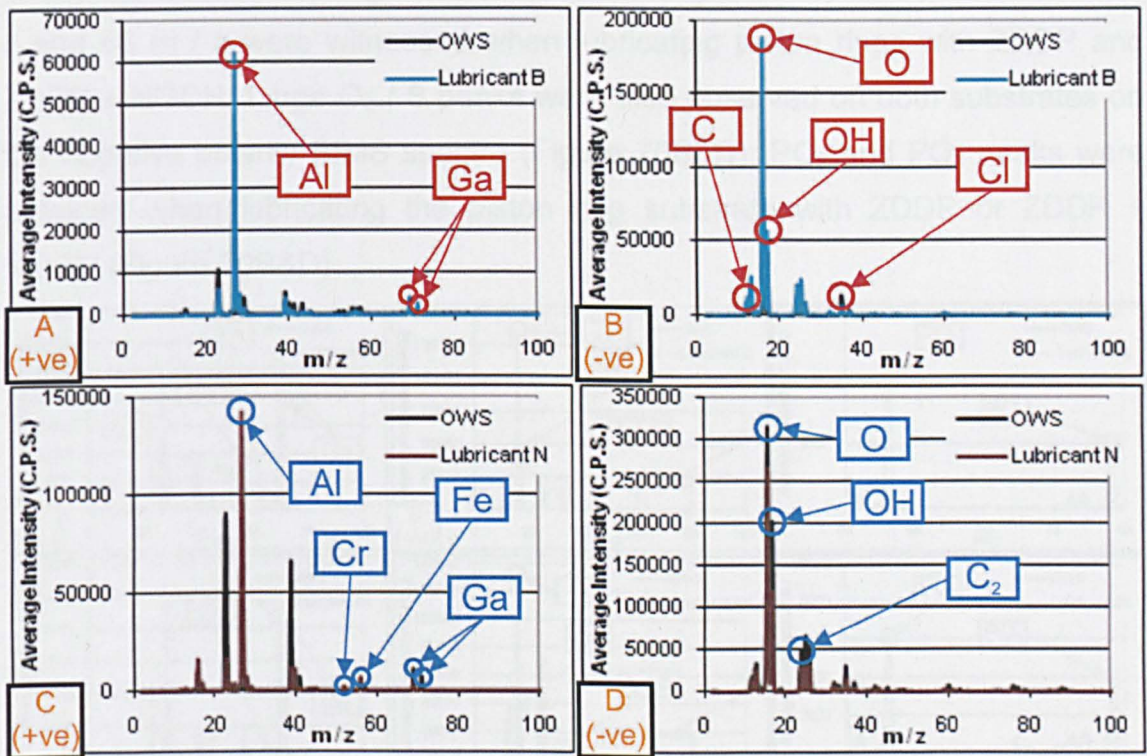 Average Intensity (C.P.S.)
70000
60000
50000
40000
30000
20000
10000
0
OWS
Lubricant B
Al
Ga
A
(+ve)
0 20 40 60 80 100
m/z
Average Intensity (C.P.S.)
200000
150000
100000
50000
0
OWS
Lubricant B
O
C
OH
Cl
B
(-ve)
0 20 40 60 80 100
m/z
Average Intensity (C.P.S.)
150000
100000
50000
0
OWS
Lubricant N
Al
Fe
Cr
Ga
C
(+ve)
0 20 40 60 80 100
m/z
Average Intensity (C.P.S.)
350000
300000
250000
200000
150000
100000
50000
0
OWS
Lubricant N
O
OH
C₂
D
(-ve)
0 20 40 60 80 100
m/z